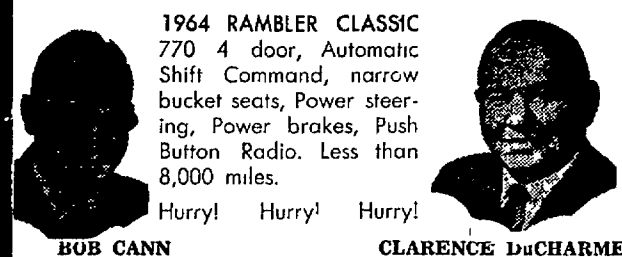 1964 RAMBLER CLASSIC
770 4 door, Automatic
Shift Command, narrow
bucket seats, Power steer-
ing, Power brakes, Push
Button Radio. Less than
8,000 miles.
Hurry! Hurry! Hurry!
BOB CANN
CLARENCE DuCHARME